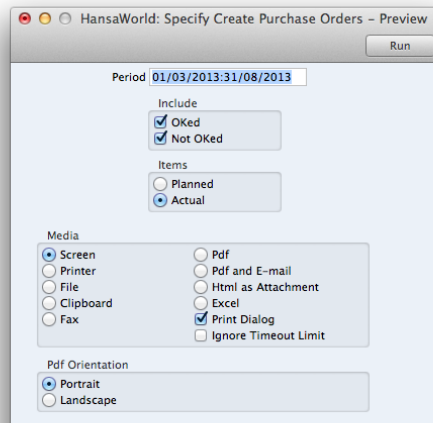 HansaWorld: Specify Create Purchase Orders - Preview
Run
Period 01/03/2013:31/08/2013
Include
OKed
Not OKed
Items
Planned
Actual
Media
Screen
Printer
File
Clipboard
Fax
Pdf
Pdf and E-mail
Html as Attachment
Excel
Print Dialog
Ignore Timeout Limit
Pdf Orientation
Portrait
Landscape